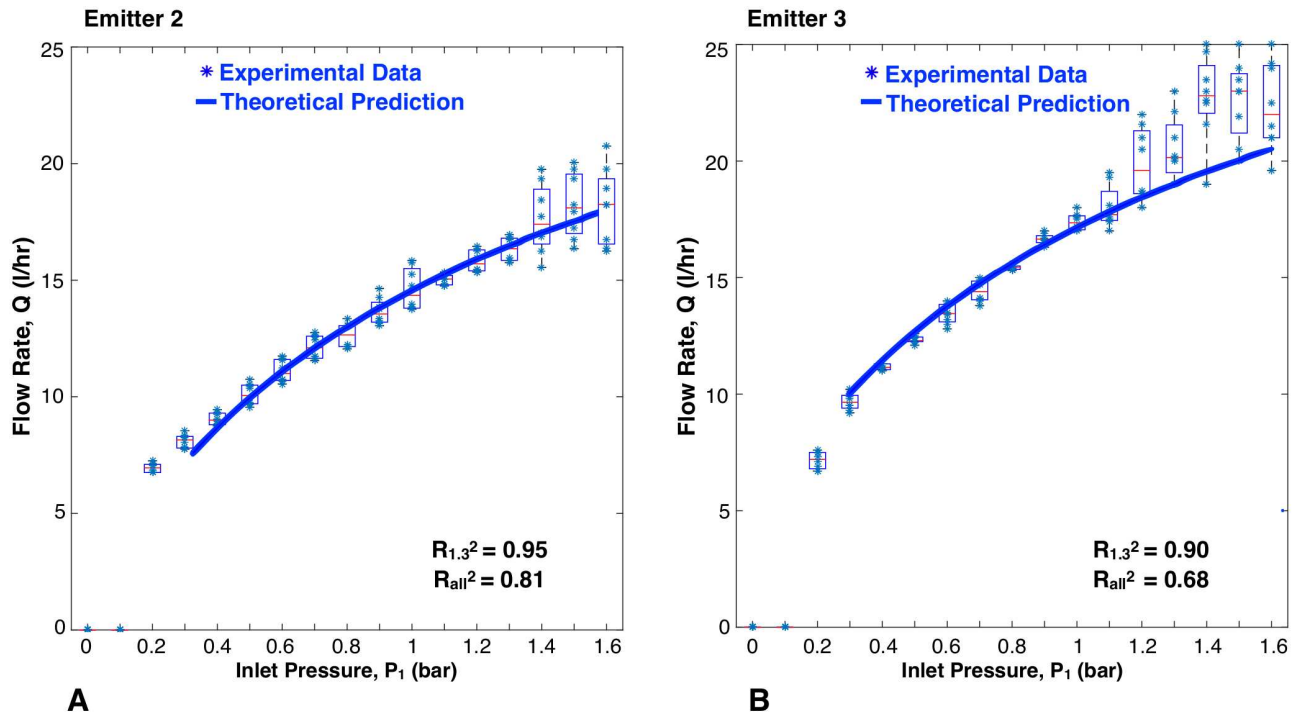 Emitter 2
25
20
15
10
5
0
Flow Rate, Q (l/hr)
Experimental Data
Theoretical Prediction
R₁.₃² = 0.95
Rall² = 0.81
0 0.2 0.4 0.6 0.8 1 1.2 1.4 1.6
Inlet Pressure, P₁ (bar)
A
Emitter 3
25
20
15
10
5
0
Flow Rate, Q (l/hr)
Experimental Data
Theoretical Prediction
R₁.₃² = 0.90
Rall² = 0.68
0 0.2 0.4 0.6 0.8 1 1.2 1.4 1.6
Inlet Pressure, P₁ (bar)
B